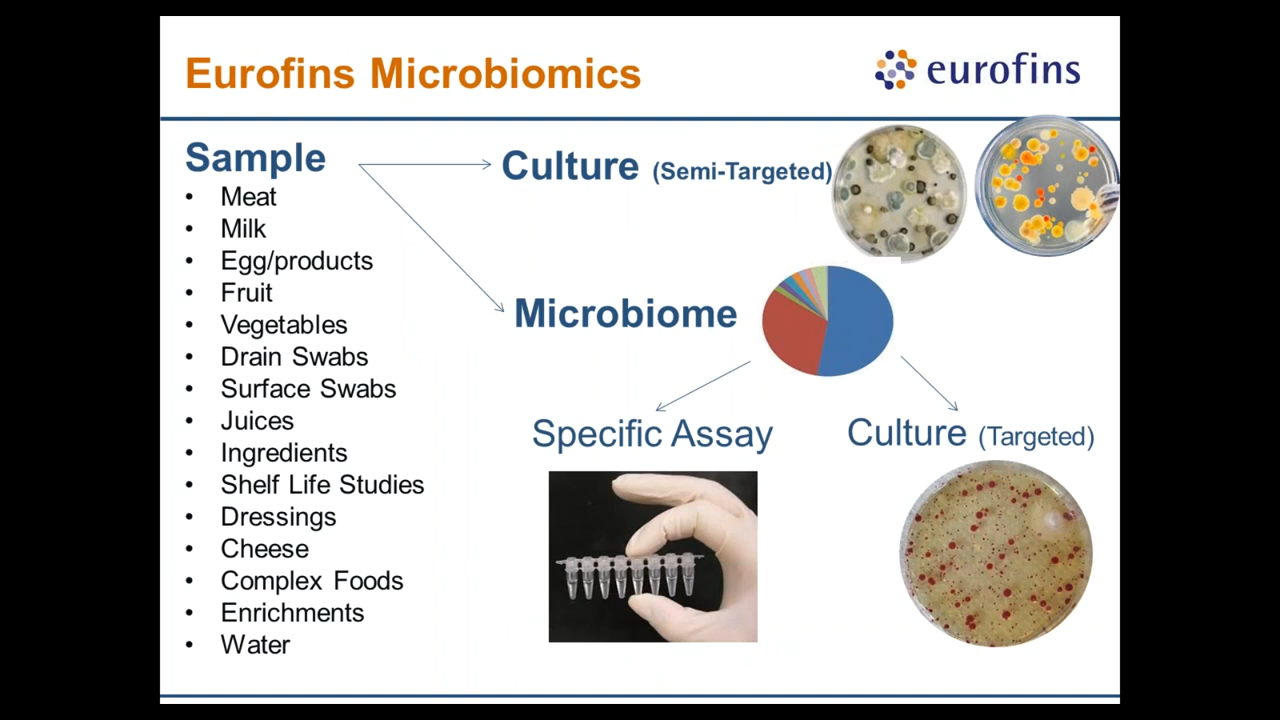 Eurofins Microbiomics
eurofins
Sample
• Meat
• Milk
• Egg/products
• Fruit
• Vegetables
• Drain Swabs
• Surface Swabs
• Juices
• Ingredients
• Shelf Life Studies
• Dressings
• Cheese
• Complex Foods
• Enrichments
• Water
Culture (Semi-Targeted)
Microbiome
Specific Assay
Culture (Targeted)